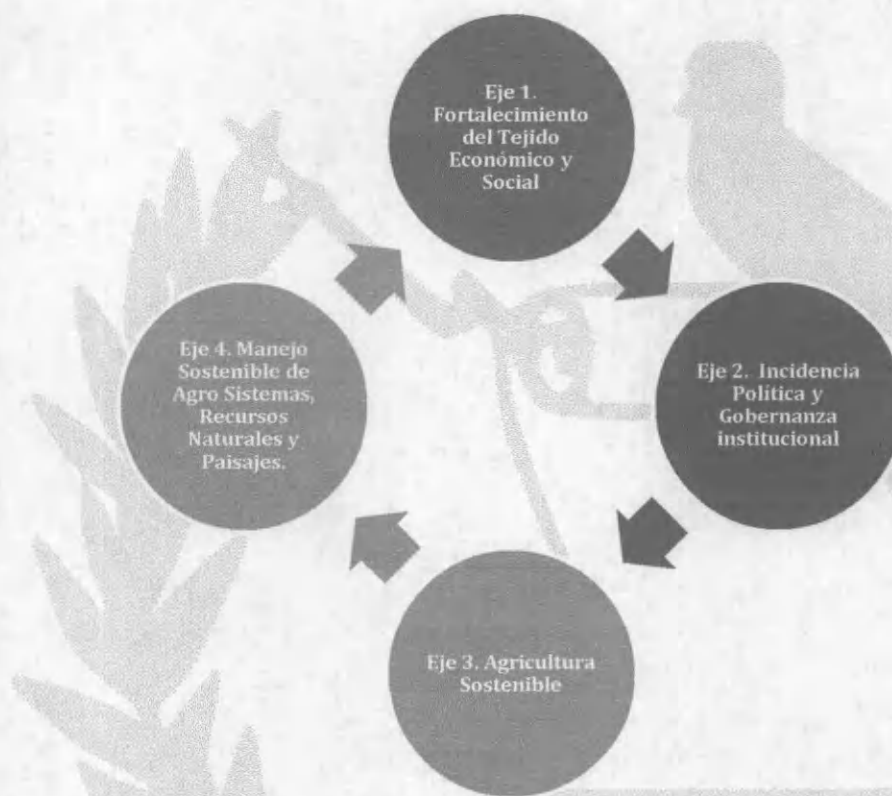 Eje 1.
Fortalecimiento
del Tejido
Económico y
Social
Eje 2. Incidencia
Política y
Gobernanza
institucional
Eje 3. Agricultura
Sostenible
Eje 4. Manejo
Sostenible de
Agro Sistemas,
Recursos
Naturales y
Paisajes.